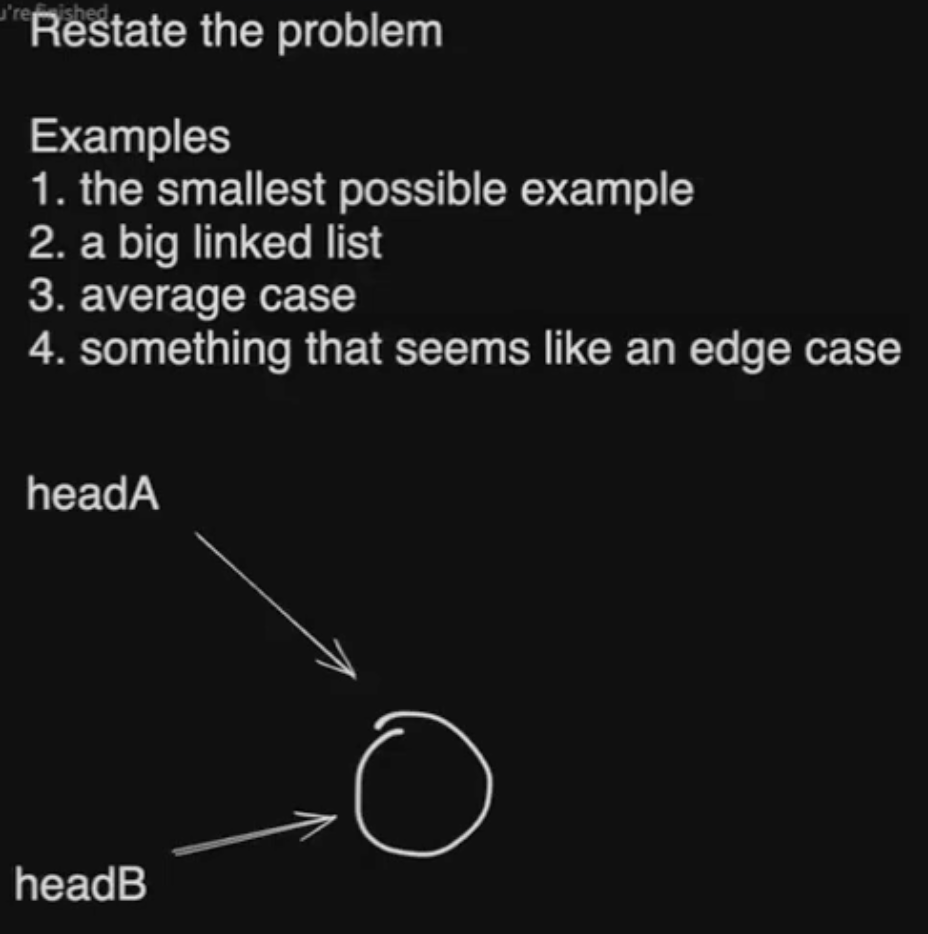 u're finished
Restate the problem
Examples
1. the smallest possible example
2. a big linked list
3. average case
4. something that seems like an edge case
headA
headB